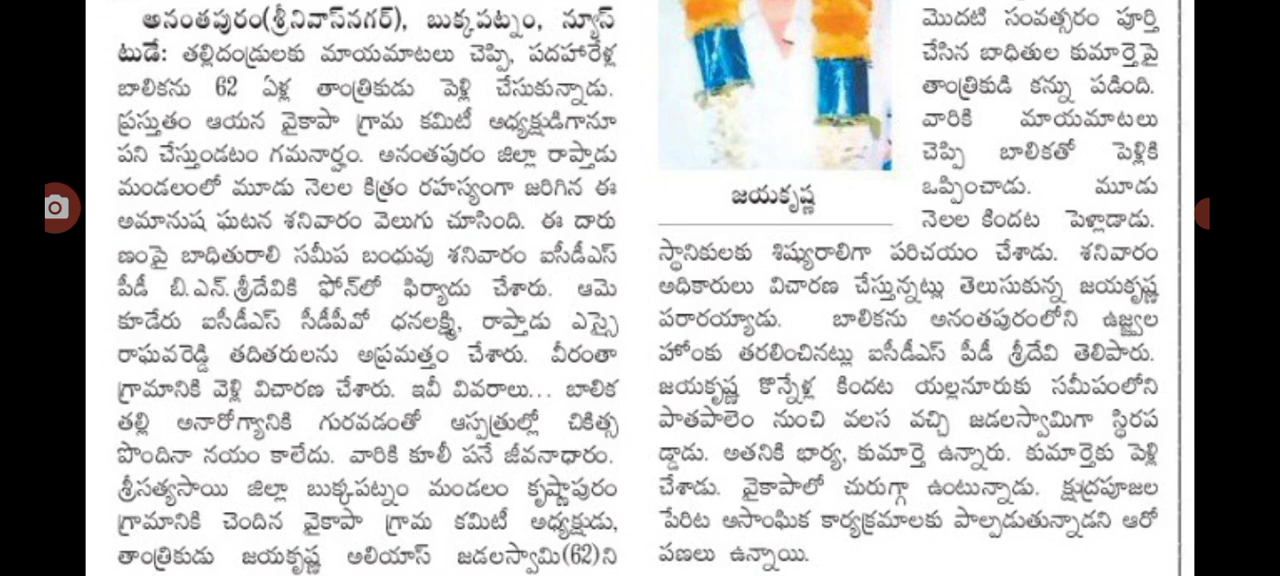 అనంతపురం(శ్రీనివాస్‌నగర్), బుక్కపట్నం, న్యూస్
టుడే: తల్లిదండ్రులకు మాయమాటలు చెప్పి, పదహారేళ్ల
బాలికను 62 ఏళ్ల తాంత్రికుడు పెళ్లి చేసుకున్నాడు.
ప్రస్తుతం ఆయన వైకాపా గ్రామ కమిటీ అధ్యక్షుడిగానూ
పని చేస్తుండటం గమనార్హం. అనంతపురం జిల్లా రాప్తాడు
మండలంలో మూడు నెలల కిత్రం రహస్యంగా జరిగిన ఈ
అమానుష ఘటన శనివారం వెలుగు చూసింది. ఈ దారు
ణంపై బాధితురాలి సమీప బంధువు శనివారం ఐసీడీఎస్
పీడీ బి.ఎన్.శ్రీదేవికి ఫోన్‌లో ఫిర్యాదు చేశారు. ఆమె
కూడేరు ఐసీడీఎస్ సీడీపీవో ధనలక్ష్మి, రాప్తాడు ఎస్సై
రాఘవరెడ్డి తదితరులను అప్రమత్తం చేశారు. వీరంతా
గ్రామానికి వెళ్లి విచారణ చేశారు. ఇవీ వివరాలు... బాలిక
తల్లి అనారోగ్యానికి గురవడంతో ఆస్పత్రుల్లో చికిత్స
పొందినా నయం కాలేదు. వారికి కూలీ పనే జీవనాధారం.
శ్రీసత్యసాయి జిల్లా బుక్కపట్నం మండలం కృష్ణాపురం
గ్రామానికి చెందిన వైకాపా గ్రామ కమిటీ అధ్యక్షుడు,
తాంత్రికుడు జయకృష్ణ అలియాస్ జడలస్వామి(62)ని
జయకృష్ణ
మొదటి సంవత్సరం పూర్తి
చేసిన బాధితుల కుమార్తెపై
తాంత్రికుడి కన్ను పడింది.
వారికి మాయమాటలు
చెప్పి బాలికతో పెళ్లికి
ఒప్పించాడు. మూడు
నెలల కిందట పెళ్లాడాడు.
స్థానికులకు శిష్యురాలిగా పరిచయం చేశాడు. శనివారం
అధికారులు విచారణ చేస్తున్నట్లు తెలుసుకున్న జయకృష్ణ
పరారయ్యాడు. బాలికను అనంతపురంలోని ఉజ్జ్వల
హోంకు తరలించినట్లు ఐసీడీఎస్ పీడీ శ్రీదేవి తెలిపారు.
జయకృష్ణ కొన్నేళ్ల కిందట యల్లనూరుకు సమీపంలోని
పాతపాలెం నుంచి వలస వచ్చి జడలస్వామిగా స్థిరప
డ్డాడు. అతనికి భార్య, కుమార్తె ఉన్నారు. కుమార్తెకు పెళ్లి
చేశాడు. వైకాపాలో చురుగ్గా ఉంటున్నాడు. క్షుద్రపూజల
పేరిట అసాంఘిక కార్యక్రమాలకు పాల్పడుతున్నాడని ఆరో
పణలు ఉన్నాయి.